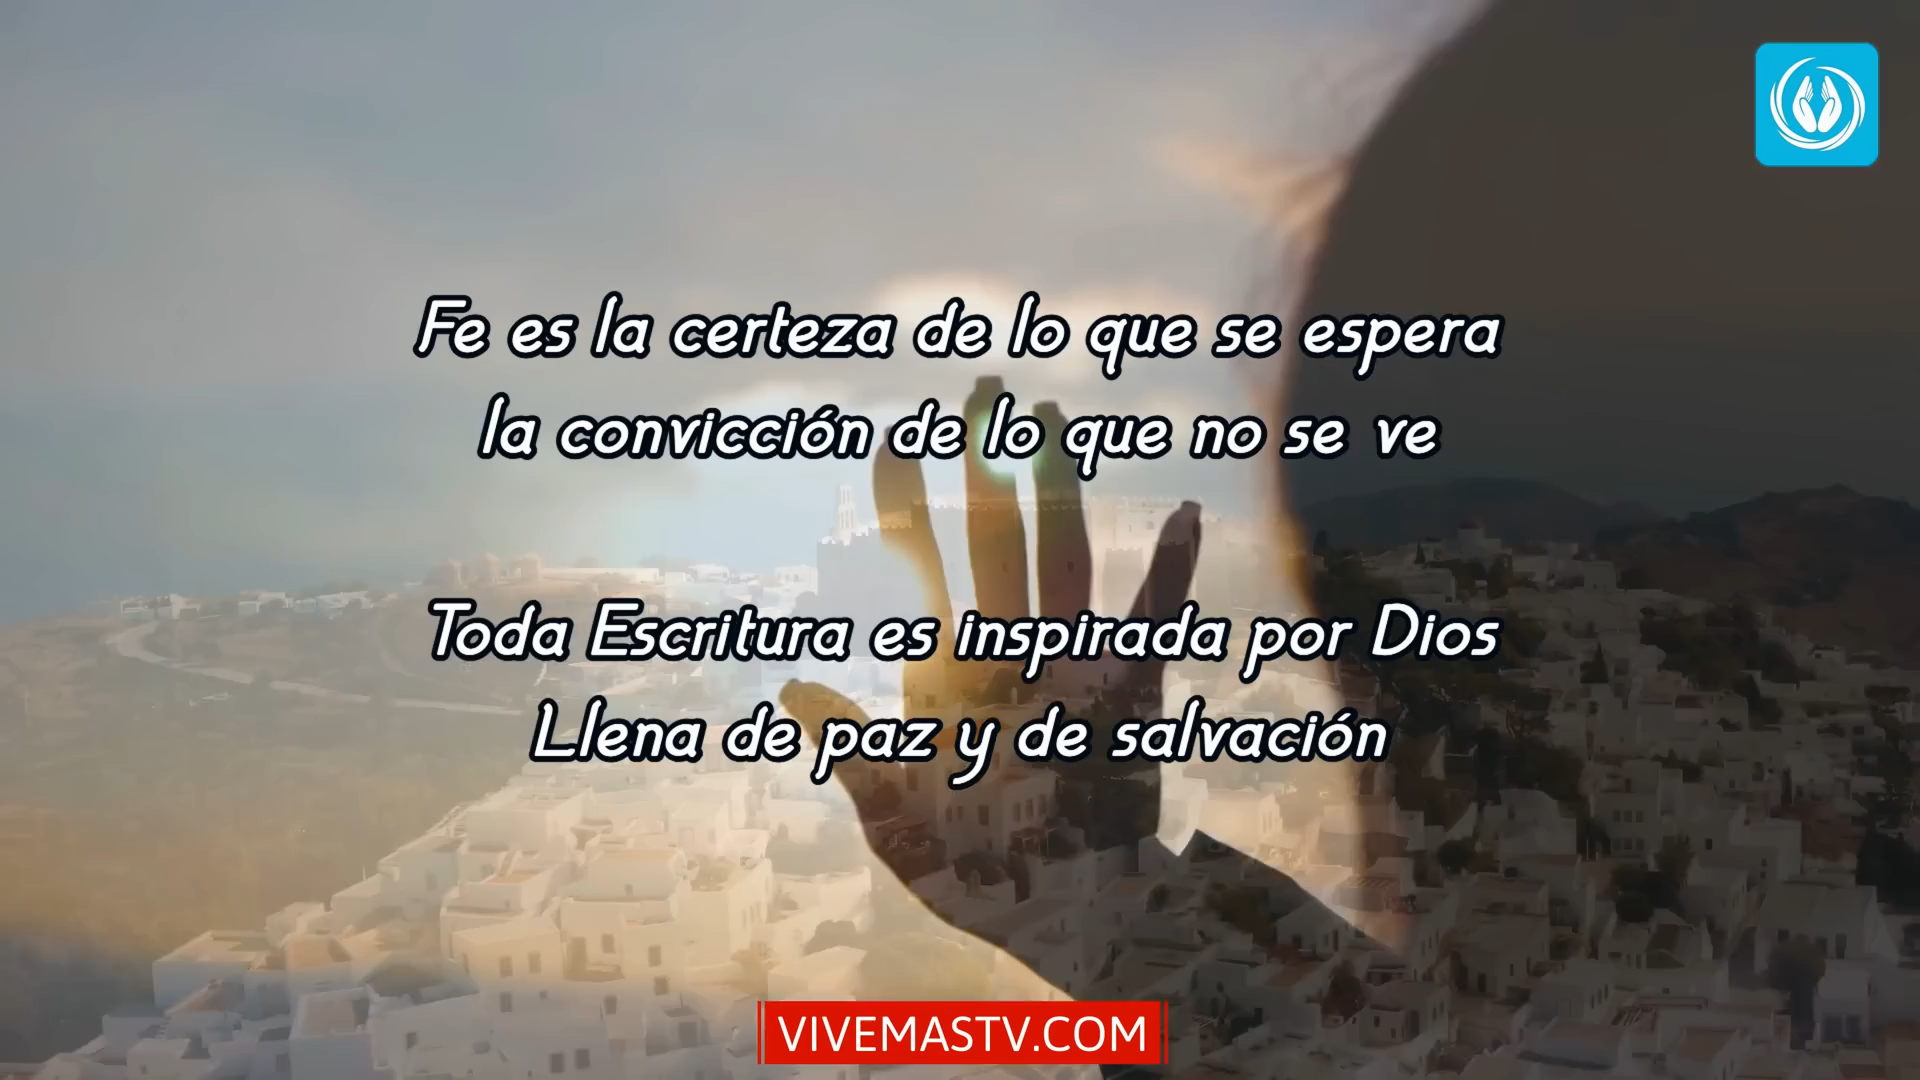 Fe es la certeza de lo que se espera
la convicción de lo que no se ve
Toda Escritura es inspirada por Dios
Llena de paz y de salvación
VIVEMASTV.COM